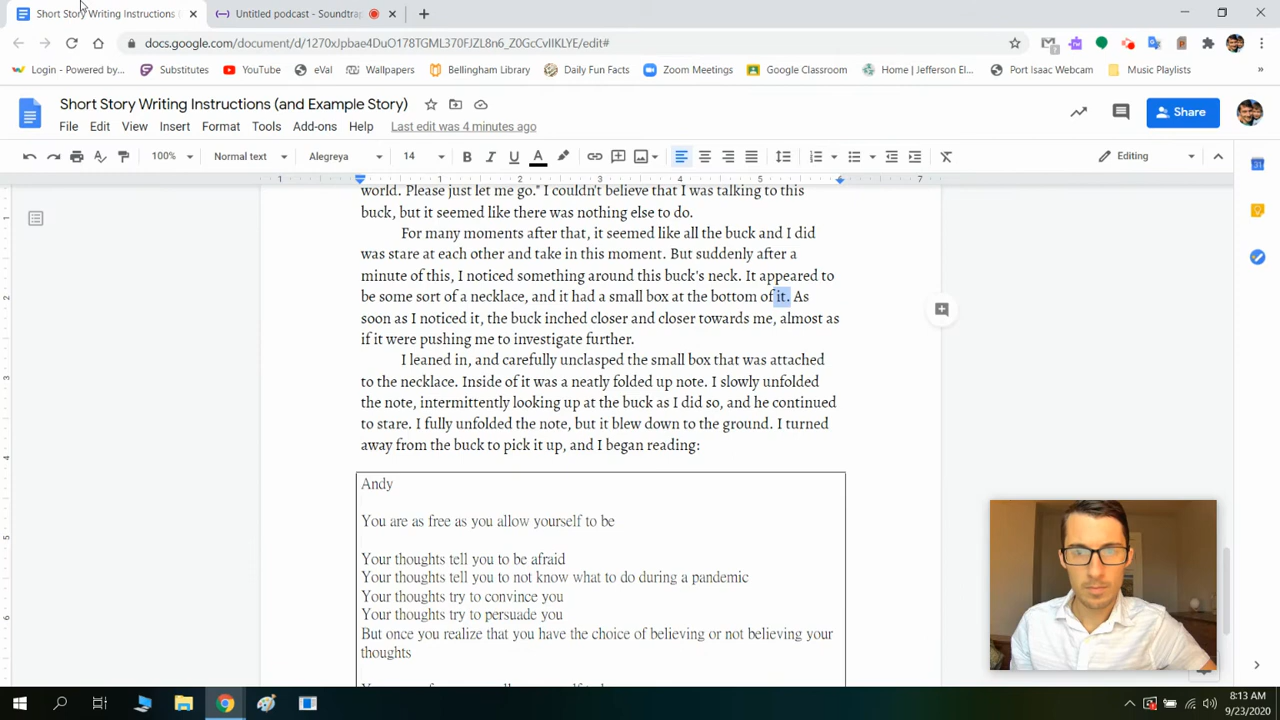 Short Story Writing Instructions (
Untitled podcast - Soundtrap
docs.google.com/document/d/1270xJpbae4DuO178TGML370FJZL8n6_Z0GcCvIIKLYE/edit#
Login - Powered by...
Substitutes
YouTube
eVal
Wallpapers
Bellingham Library
Daily Fun Facts
Zoom Meetings
Google Classroom
Home | Jefferson El...
Port Isaac Webcam
Music Playlists
Short Story Writing Instructions (and Example Story)
Share
File Edit View Insert Format Tools Add-ons Help Last edit was 4 minutes ago
100% Normal text Alegreya 14 B I U A Editing
1 1 2 3 4 5 6 7
world. Please just let me go." I couldn't believe that I was talking to this
buck, but it seemed like there was nothing else to do.
For many moments after that, it seemed like all the buck and I did
was stare at each other and take in this moment. But suddenly after a
minute of this, I noticed something around this buck's neck. It appeared to
be some sort of a necklace, and it had a small box at the bottom of it. As
soon as I noticed it, the buck inched closer and closer towards me, almost as
if it were pushing me to investigate further.
I leaned in, and carefully unclasped the small box that was attached
to the necklace. Inside of it was a neatly folded up note. I slowly unfolded
the note, intermittently looking up at the buck as I did so, and he continued
to stare. I fully unfolded the note, but it blew down to the ground. I turned
away from the buck to pick it up, and I began reading:
Andy
You are as free as you allow yourself to be
Your thoughts tell you to be afraid
Your thoughts tell you to not know what to do during a pandemic
Your thoughts try to convince you
Your thoughts try to persuade you
But once you realize that you have the choice of believing or not believing your
thoughts
8:13 AM
9/23/2020